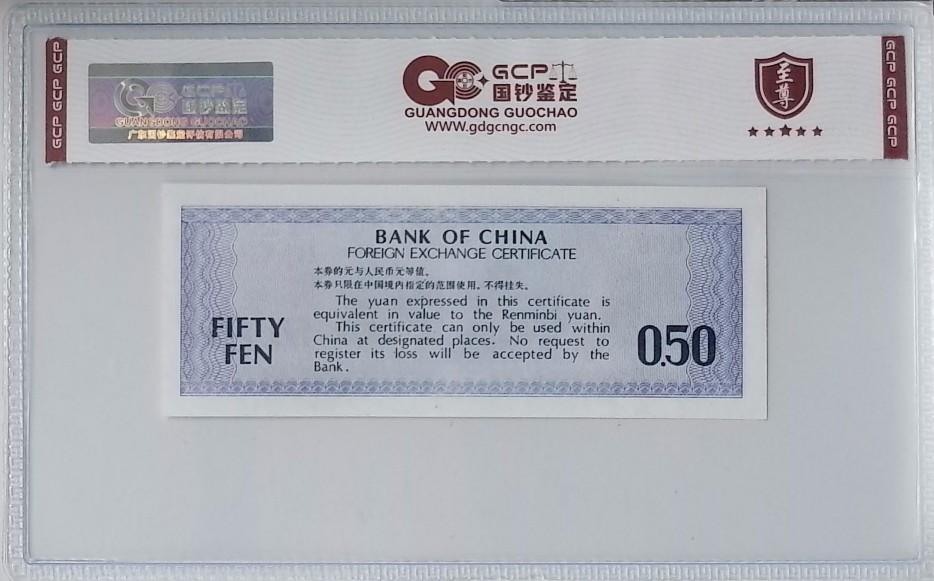 GCP GCP GCP
GCP
国钞鉴定
GUANGDONG GUOCHAO
广东国钞鉴定评估有限公司
GCP
国钞鉴定
GUANGDONG GUOCHAO
www.gdgcngc.com
至尊
GCP GCP GCP
BANK OF CHINA
FOREIGN EXCHANGE CERTIFICATE
本券的元与人民币元等值。
本券只限在中国境内指定的范围使用。不得挂失。
The yuan expressed in this certificate is
equivalent in value to the Renminbi yuan.
This certificate can only be used within
China at designated places. No request to
register its loss will be accepted by the
Bank.
FIFTY
FEN
0.50